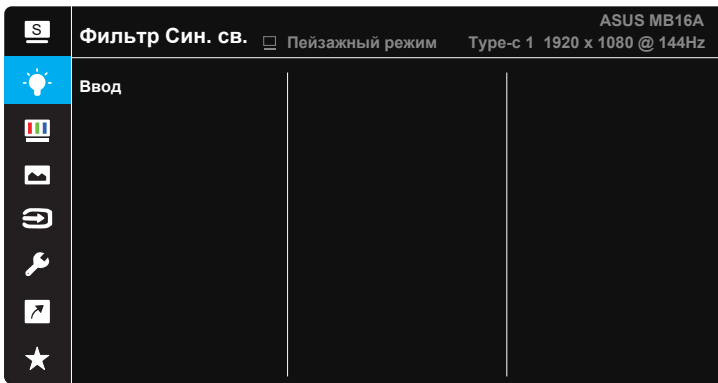 S
ASUS MB16A
Фильтр Син. св. Пейзажный режим Type-c 1 1920 x 1080 @ 144Hz
Ввод